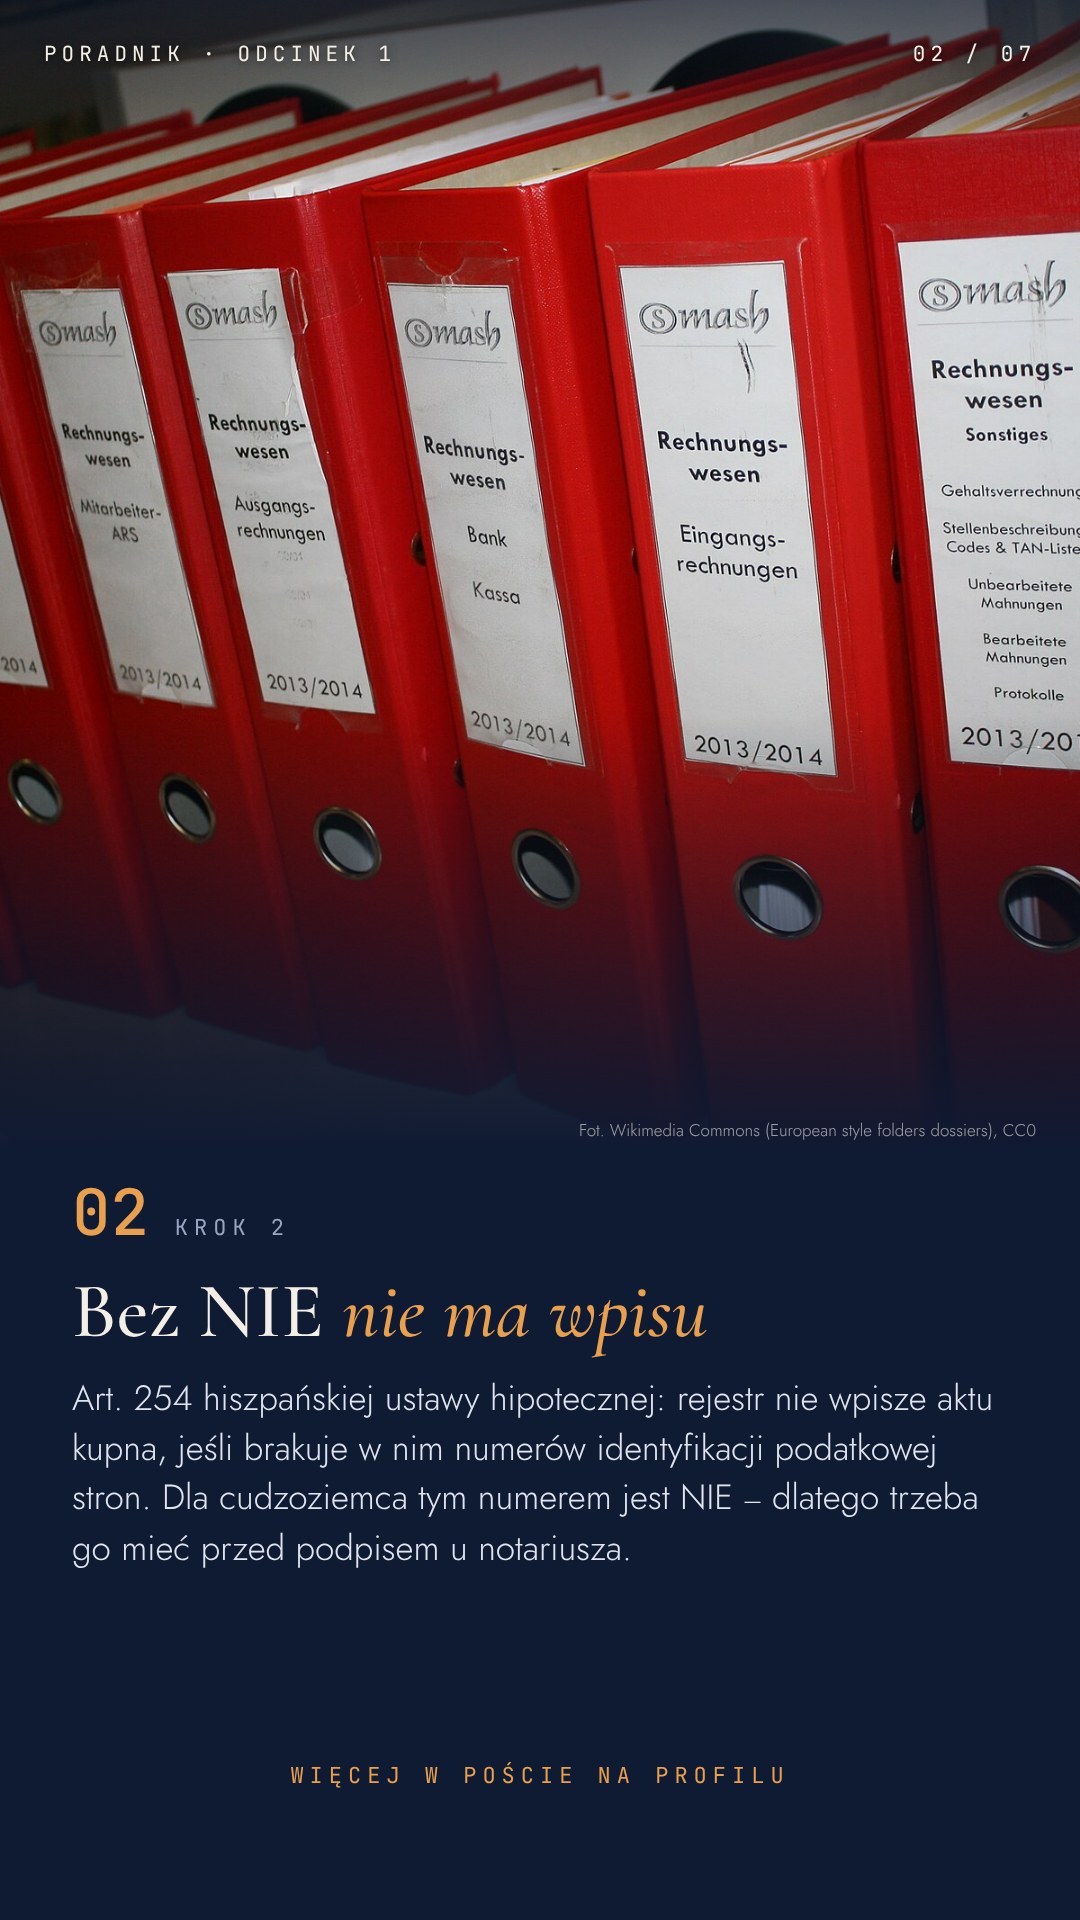 PORADNIK · ODCINEK 1
02 / 07
2014
smash
Rechnungs-
wesen
Mitarbeiter-
ARS
2013/2014
smash
Rechnungs-
wesen
Ausgangs-
rechnungen
2013/2014
smash
Rechnungs-
wesen
Bank
Kassa
2013/2014
smash
Rechnungs-
wesen
Eingangs-
rechnungen
2013/2014
smash
Rechnungs-
wesen
Sonstiges
Gehaltsverrechnung
Stellenbeschreibung
Codes & TAN-Liste
Unbearbeitete
Mahnungen
Bearbeitete
Mahnungen
Protokolle
2013/201
Fot. Wikimedia Commons (European style folders dossiers), CC0
02 KROK 2
Bez NIE nie ma wpisu
Art. 254 hiszpańskiej ustawy hipotecznej: rejestr nie wpisze aktu
kupna, jeśli brakuje w nim numerów identyfikacji podatkowej
stron. Dla cudzoziemca tym numerem jest NIE – dlatego trzeba
go mieć przed podpisem u notariusza.
WIĘCEJ W POŚCIE NA PROFILU